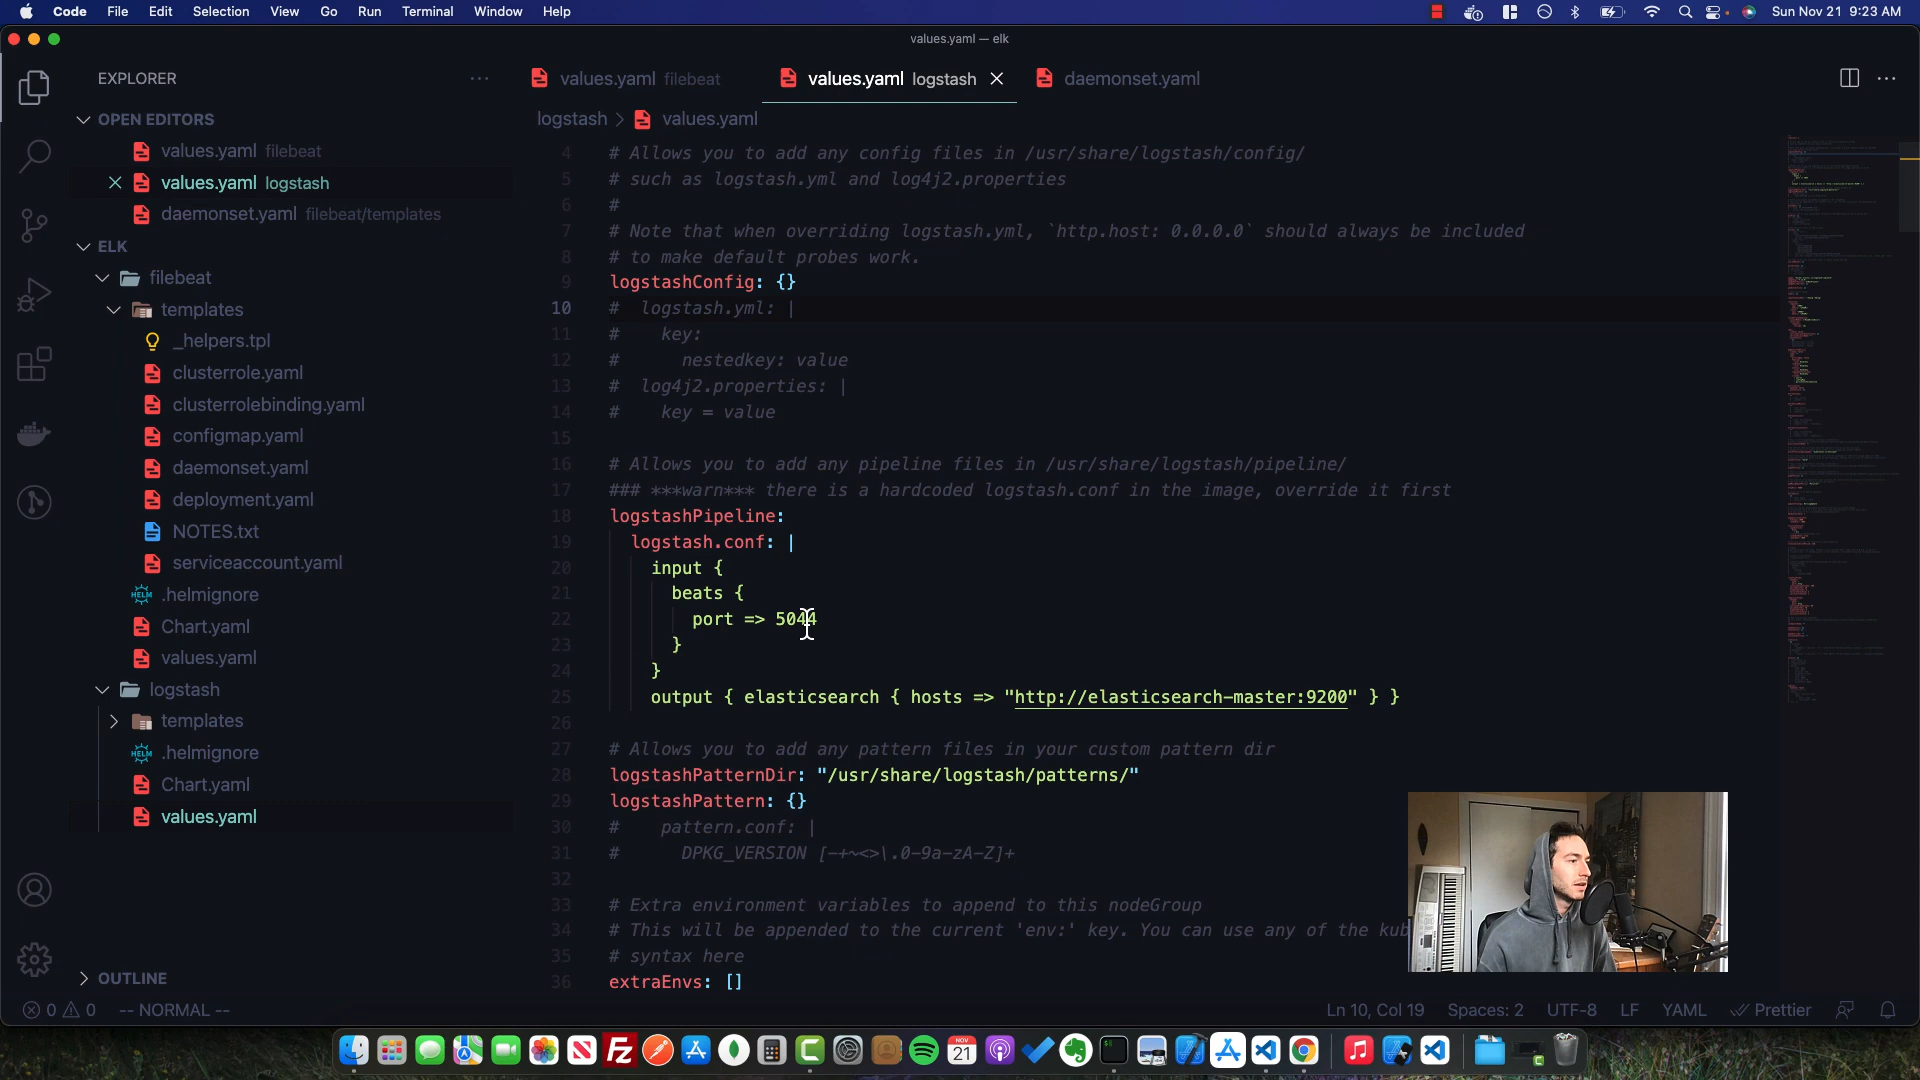 Code File Edit Selection View Go Run Terminal Window Help Sun Nov 21 9:23 AM
values.yaml — elk
EXPLORER
values.yaml filebeat values.yaml logstash daemonset.yaml
OPEN EDITORS
values.yaml filebeat
values.yaml logstash
daemonset.yaml filebeat/templates
ELK
filebeat
templates
_helpers.tpl
clusterrole.yaml
clusterrolebinding.yaml
configmap.yaml
daemonset.yaml
deployment.yaml
NOTES.txt
serviceaccount.yaml
HELM .helmignore
Chart.yaml
values.yaml
logstash
templates
HELM .helmignore
Chart.yaml
values.yaml
OUTLINE
logstash > values.yaml
4 # Allows you to add any config files in /usr/share/logstash/config/
5 # such as logstash.yml and log4j2.properties
6 #
7 # Note that when overriding logstash.yml, `http.host: 0.0.0.0` should always be included
8 # to make default probes work.
9 logstashConfig: {}
10 #  logstash.yml: |
11 #    key:
12 #      nestedkey: value
13 #  log4j2.properties: |
14 #    key = value
15
16 # Allows you to add any pipeline files in /usr/share/logstash/pipeline/
17 ### ***warn*** there is a hardcoded logstash.conf in the image, override it first
18 logstashPipeline:
19   logstash.conf: |
20     input {
21       beats {
22         port => 5044
23       }
24     }
25     output { elasticsearch { hosts => "http://elasticsearch-master:9200" } }
26
27 # Allows you to add any pattern files in your custom pattern dir
28 logstashPatternDir: "/usr/share/logstash/patterns/"
29 logstashPattern: {}
30 #    pattern.conf: |
31 #      DPKG_VERSION [-+~<>\.0-9a-zA-Z]+
32
33 # Extra environment variables to append to this nodeGroup
34 # This will be appended to the current 'env:' key. You can use any of the kub
35 # syntax here
36 extraEnvs: []
0 0 -- NORMAL -- Ln 10, Col 19 Spaces: 2 UTF-8 LF YAML Prettier
NOV
21